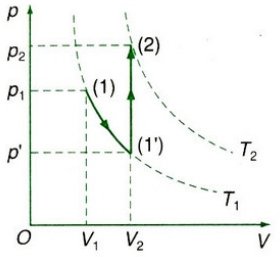 p
p₂
(2)
p₁
(1)
p'
(1')
T₂
T₁
O
V₁
V₂
V